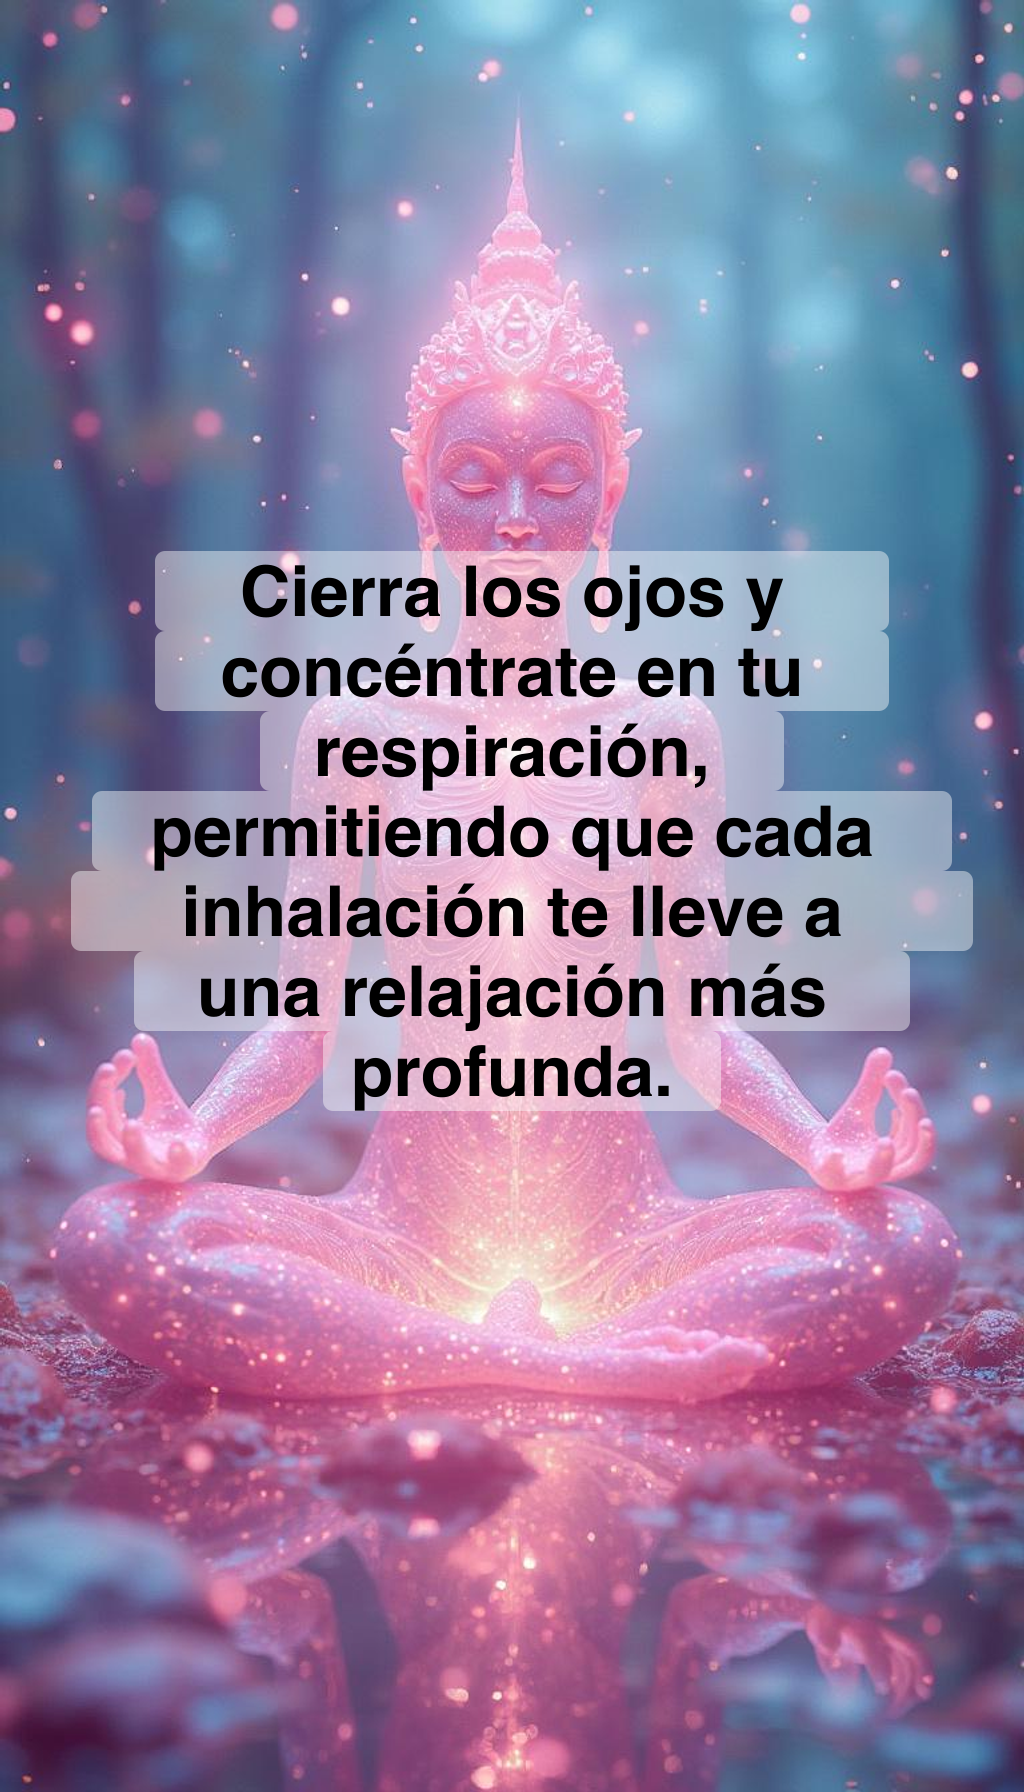 Cierra los ojos y
concéntrate en tu
respiración,
permitiendo que cada
inhalación te lleve a
una relajación más
profunda.